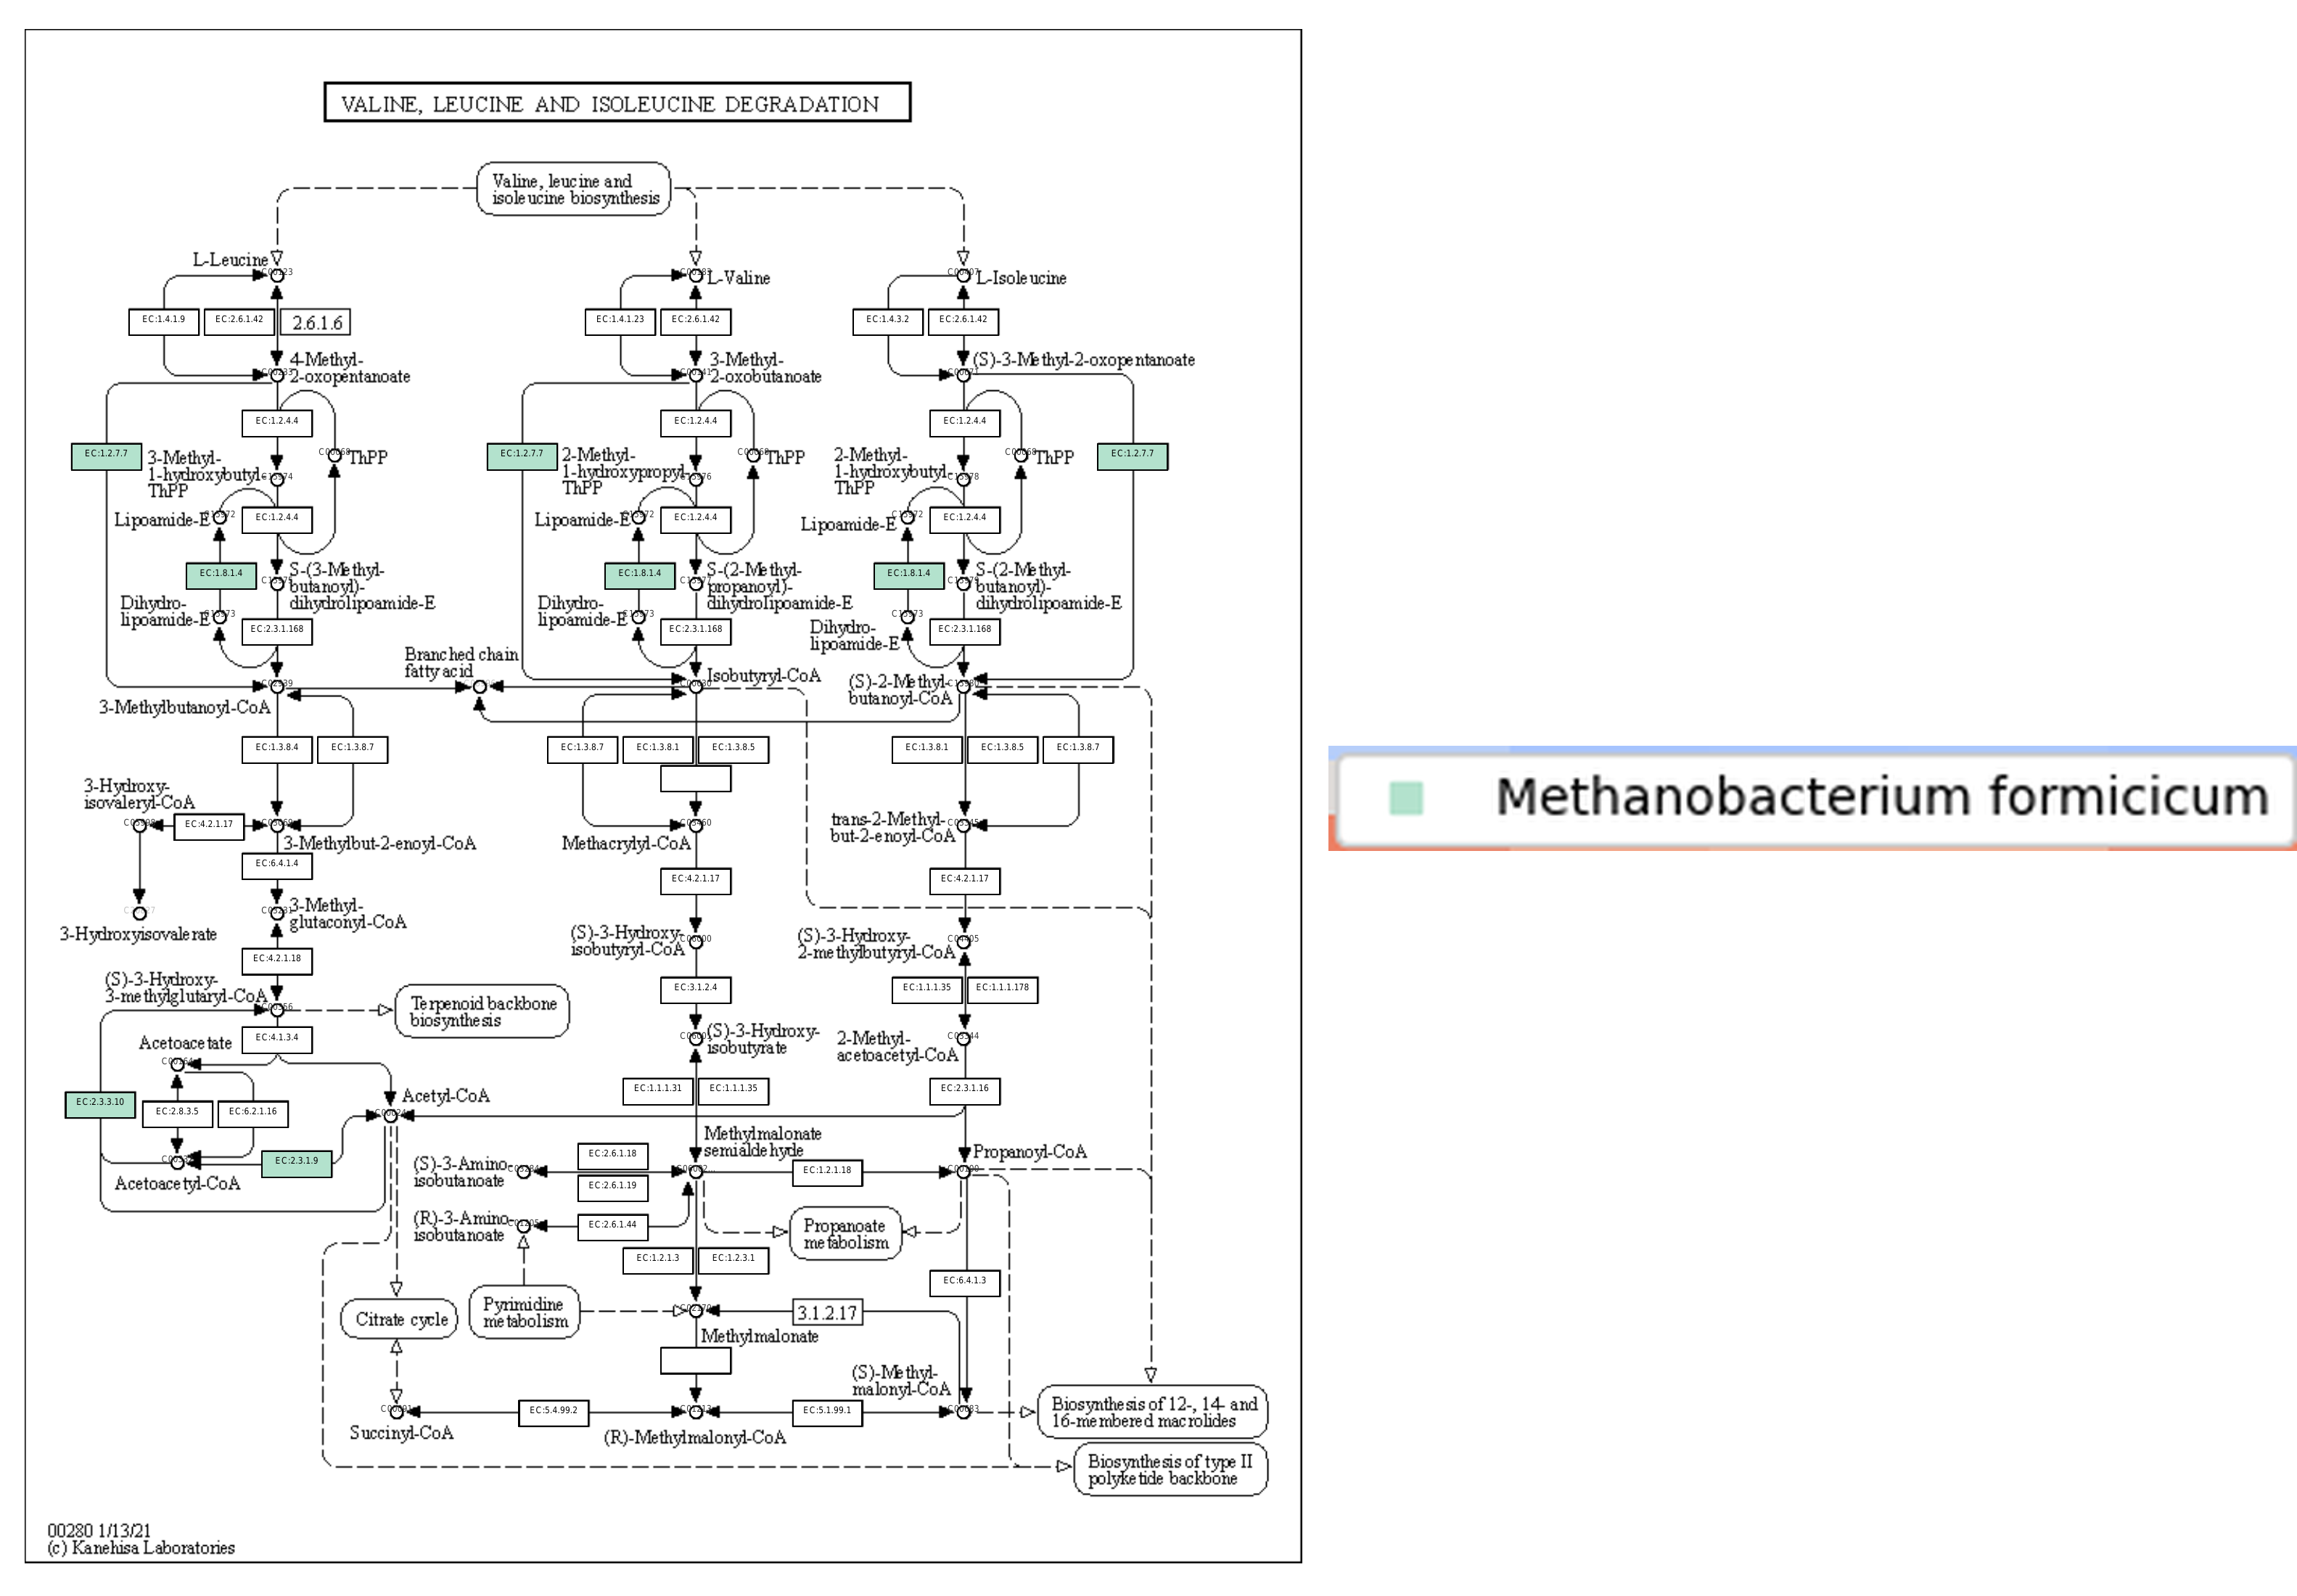 VALINE, LEUCINE AND ISOLEUCINE DEGRADATION
Valine, leucine and
isoleucine biosynthesis
L-Leucine
L-Valine
L-Isoleucine
EC:1.4.1.9
EC:2.6.1.42
2.6.1.6
EC:1.4.1.23
EC:2.6.1.42
EC:1.4.3.2
EC:2.6.1.42
4-Methyl-
2-oxopentanoate
3-Methyl-
2-oxobutanoate
(S)-3-Methyl-2-oxopentanoate
EC:1.2.4.4
EC:1.2.4.4
EC:1.2.4.4
EC:1.2.7.7
3-Methyl-
1-hydroxybutyl-
ThPP
ThPP
EC:1.2.7.7
2-Methyl-
1-hydroxypropyl-
ThPP
ThPP
2-Methyl-
1-hydroxybutyl-
ThPP
ThPP
EC:1.2.7.7
Lipoamide-E
EC:1.2.4.4
Lipoamide-E
EC:1.2.4.4
Lipoamide-E
EC:1.2.4.4
EC:1.8.1.4
S-(3-Methyl-
butanoyl)-
dihydrolipoamide-E
EC:1.8.1.4
S-(2-Methyl-
propanoyl)-
dihydrolipoamide-E
EC:1.8.1.4
S-(2-Methyl-
butanoyl)-
dihydrolipoamide-E
Dihydro-
lipoamide-E
EC:2.3.1.168
Dihydro-
lipoamide-E
EC:2.3.1.168
Dihydro-
lipoamide-E
EC:2.3.1.168
Branched chain
fatty acid
3-Methylbutanoyl-CoA
Isobutyryl-CoA
(S)-2-Methyl-
butanoyl-CoA
EC:1.3.8.4
EC:1.3.8.7
EC:1.3.8.7
EC:1.3.8.1
EC:1.3.8.5
EC:1.3.8.1
EC:1.3.8.5
EC:1.3.8.7
3-Hydroxy-
isovaleryl-CoA
EC:4.2.1.17
3-Methylbut-2-enoyl-CoA
Methacrylyl-CoA
trans-2-Methyl-
but-2-enoyl-CoA
EC:6.4.1.4
EC:4.2.1.17
EC:4.2.1.17
3-Methyl-
glutaconyl-CoA
3-Hydroxyisovalerate
(S)-3-Hydroxy-
isobutyryl-CoA
(S)-3-Hydroxy-
2-methylbutyryl-CoA
EC:4.2.1.18
(S)-3-Hydroxy-
3-methylglutaryl-CoA
EC:3.1.2.4
EC:1.1.1.35
EC:1.1.1.178
Terpenoid backbone
biosynthesis
EC:4.1.3.4
Acetoacetate
(S)-3-Hydroxy-
isobutyrate
2-Methyl-
acetoacetyl-CoA
EC:2.3.3.10
EC:2.8.3.5
EC:6.2.1.16
Acetyl-CoA
EC:1.1.1.31
EC:1.1.1.35
EC:2.3.1.16
EC:2.3.1.9
Acetoacetyl-CoA
Methylmalonate
semialdehyde
Propanoyl-CoA
(S)-3-Amino-
isobutanoate
EC:2.6.1.18
EC:2.6.1.19
EC:1.2.1.18
(R)-3-Amino-
isobutanoate
EC:2.6.1.44
Propanoate
metabolism
EC:1.2.1.3
EC:1.2.3.1
EC:6.4.1.3
Citrate cycle
Pyrimidine
metabolism
3.1.2.17
Methylmalonate
(S)-Methyl-
malonyl-CoA
EC:5.4.99.2
EC:5.1.99.1
Succinyl-CoA
(R)-Methylmalonyl-CoA
Biosynthesis of 12-, 14- and
16-membered macrolides
Biosynthesis of type II
polyketide backbone
00280 1/13/21
(c) Kanehisa Laboratories
Methanobacterium formicicum